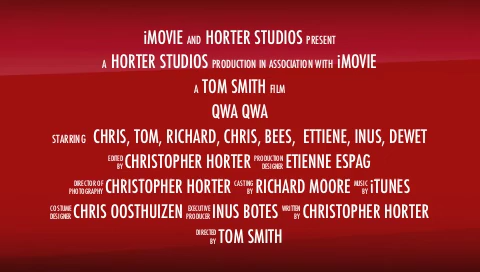 iMOVIE AND HORTER STUDIOS PRESENT
A HORTER STUDIOS PRODUCTION IN ASSOCIATION WITH iMOVIE
A TOM SMITH FILM
QWA QWA
STARRING CHRIS, TOM, RICHARD, CHRIS, BEES, ETTIENE, INUS, DEWET
EDITED BY CHRISTOPHER HORTER PRODUCTION DESIGNER ETIENNE ESPAG
DIRECTOR OF PHOTOGRAPHY CHRISTOPHER HORTER CASTING BY RICHARD MOORE MUSIC BY iTUNES
COSTUME DESIGNER CHRIS OOSTHUIZEN EXECUTIVE PRODUCER INUS BOTES WRITTEN BY CHRISTOPHER HORTER
DIRECTED BY TOM SMITH